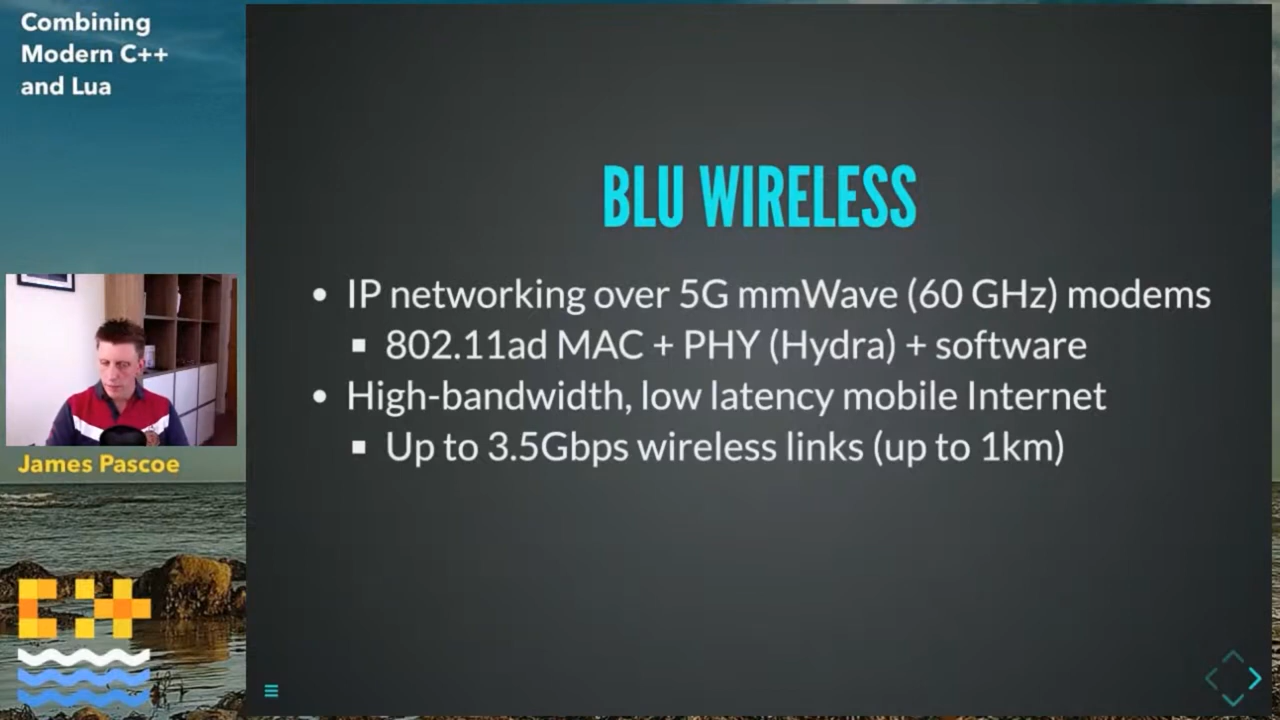 Combining
Modern C++
and Lua
BLU WIRELESS
IP networking over 5G mmWave (60 GHz) modems
802.11ad MAC + PHY (Hydra) + software
High-bandwidth, low latency mobile Internet
Up to 3.5Gbps wireless links (up to 1km)
James Pascoe
C++